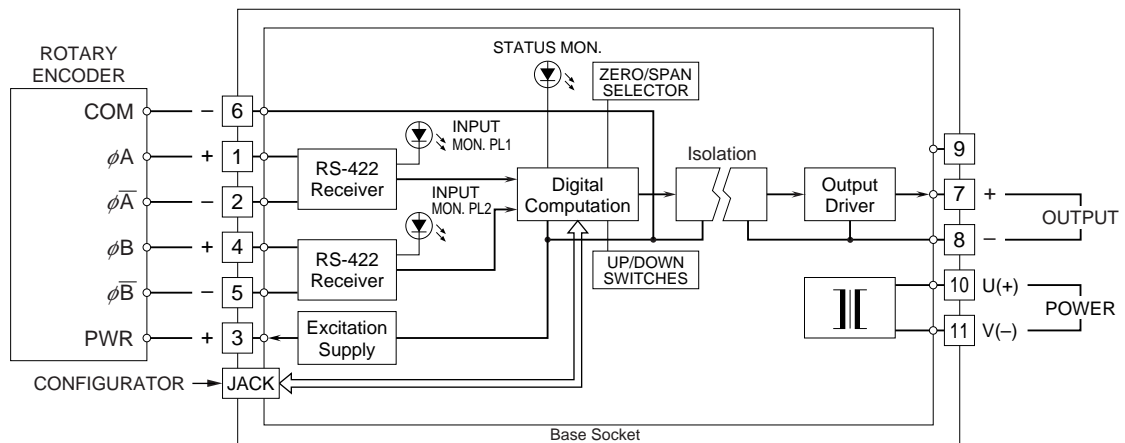 ROTARY
ENCODER
COM
– 6
ϕA
+ 1
ϕA̅
– 2
ϕB
+ 4
ϕB̅
– 5
PWR
+ 3
CONFIGURATOR
JACK
STATUS MON.
ZERO/SPAN
SELECTOR
INPUT
MON. PL1
RS-422
Receiver
INPUT
MON. PL2
RS-422
Receiver
Digital
Computation
UP/DOWN
SWITCHES
Excitation
Supply
Isolation
Output
Driver
9
7 +
8 –
OUTPUT
10 U(+)
11 V(–)
POWER
Base Socket